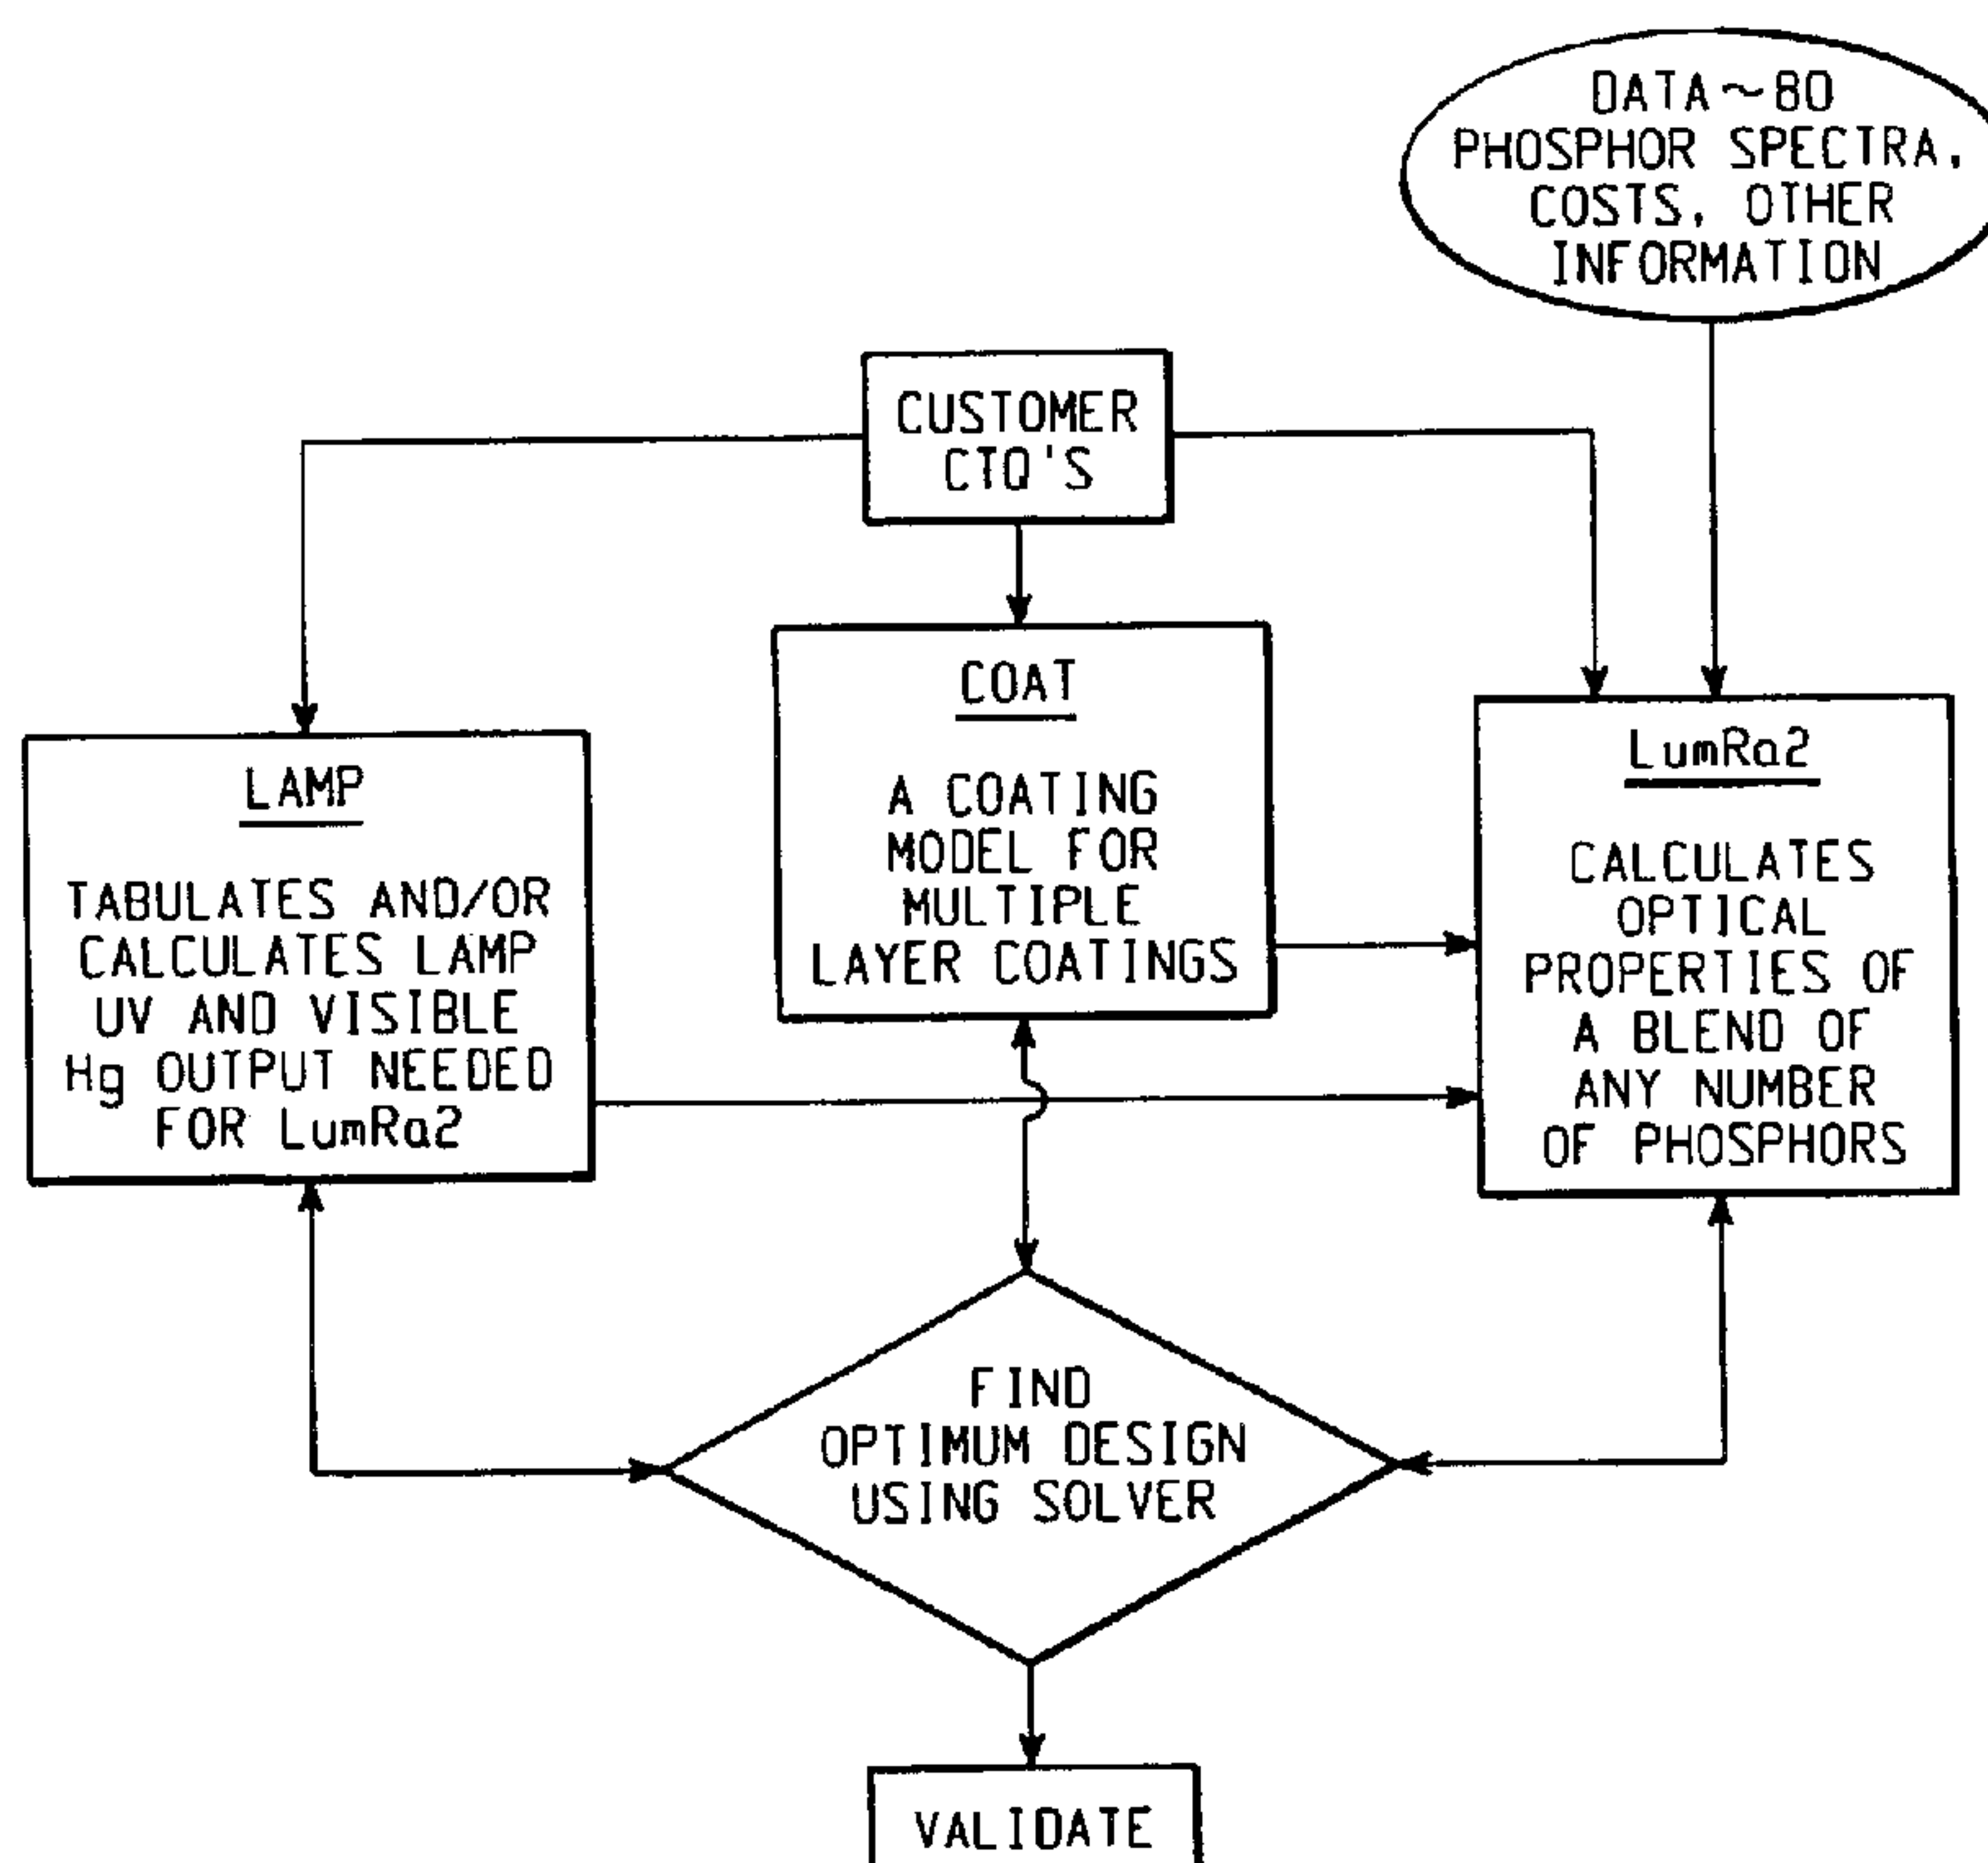 DATA~80
PHOSPHOR SPECTRA,
COSTS, OTHER
INFORMATION
CUSTOMER
CTQ'S
COAT
A COATING
MODEL FOR
MULTIPLE
LAYER COATINGS
LumRa2
CALCULATES
OPTICAL
PROPERTIES OF
A BLEND OF
ANY NUMBER
OF PHOSPHORS
LAMP
TABULATES AND/OR
CALCULATES LAMP
UV AND VISIBLE
Hg OUTPUT NEEDED
FOR LumRa2
FIND
OPTIMUM DESIGN
USING SOLVER
VALIDATE